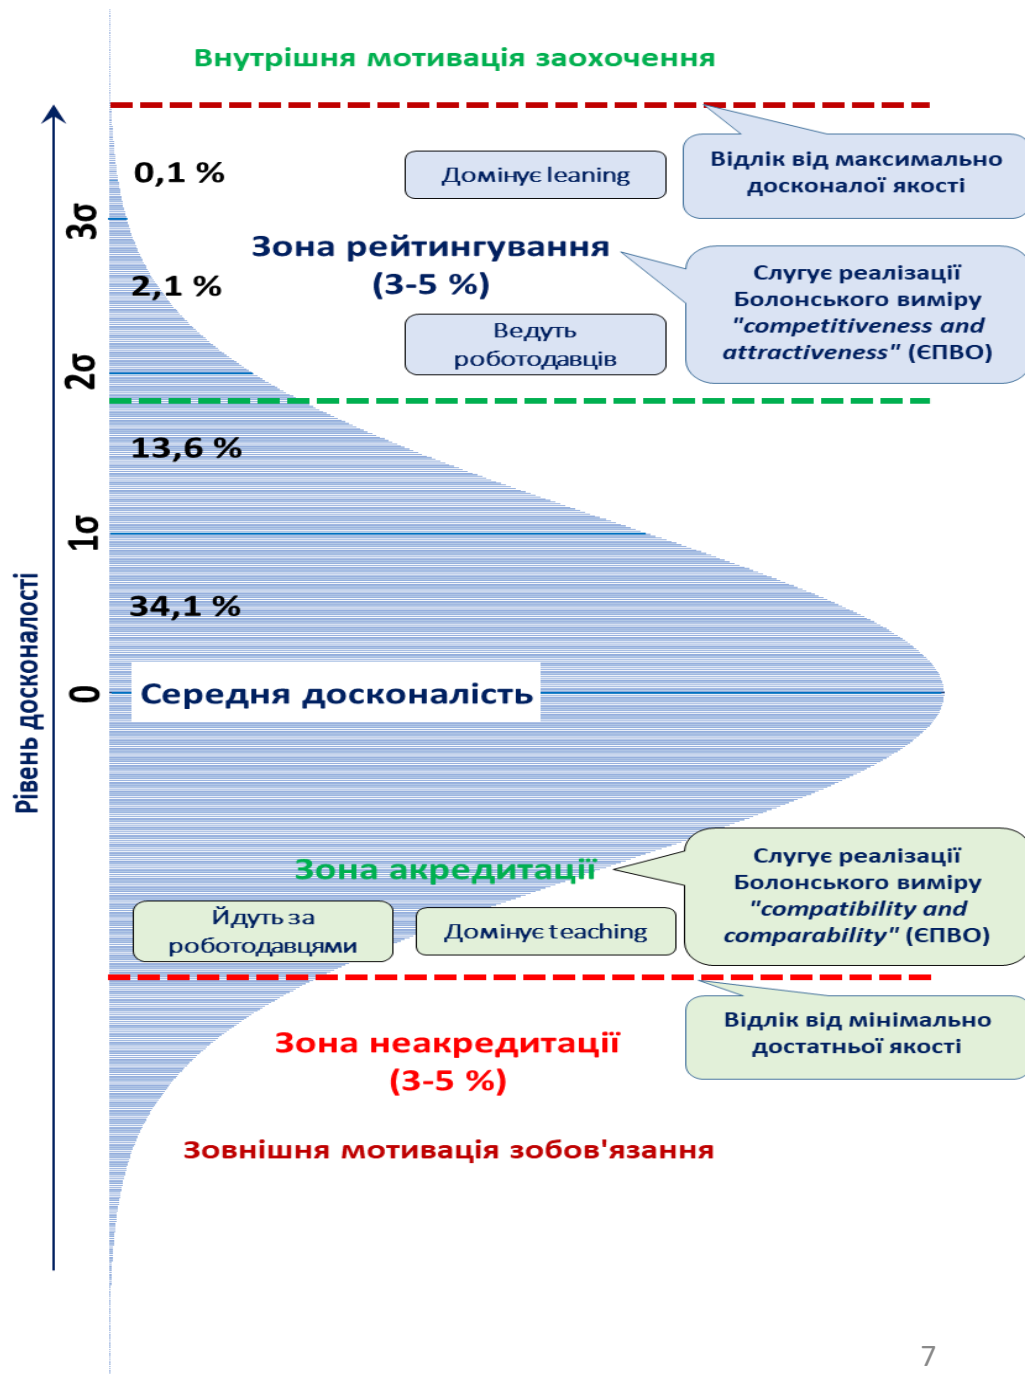 Внутрішня мотивація заохочення
0,1 %
Домінує leaning
Відлік від максимально
досконалої якості
3σ
Зона рейтингування
(3-5 %)
2,1 %
Слугує реалізації
Болонського виміру
"competitiveness and
attractiveness" (ЄПВО)
Ведуть
роботодавців
2σ
13,6 %
1σ
34,1 %
Рівень досконалості
0
Середня досконалість
Зона акредитації
Слугує реалізації
Болонського виміру
"compatibility and
comparability" (ЄПВО)
Йдуть за
роботодавцями
Домінує teaching
Відлік від мінімально
достатньої якості
Зона неакредитації
(3-5 %)
Зовнішня мотивація зобов'язання
7